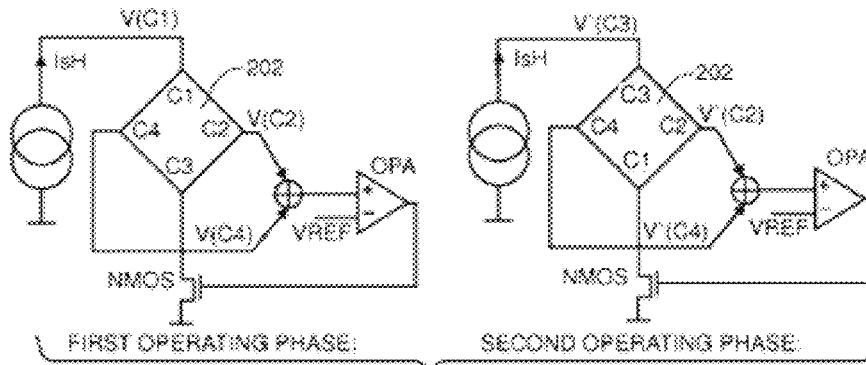 V(C1)
IsH
202
C1
C4
C2
C3
V(C2)
OPA
+
-
VREF
V(C4)
NMOS
FIRST OPERATING PHASE:
V`(C3)
IsH
202
C3
C4
C2
C1
V`(C2)
OPA
+
-
VREF
V`(C4)
NMOS
SECOND OPERATING PHASE: